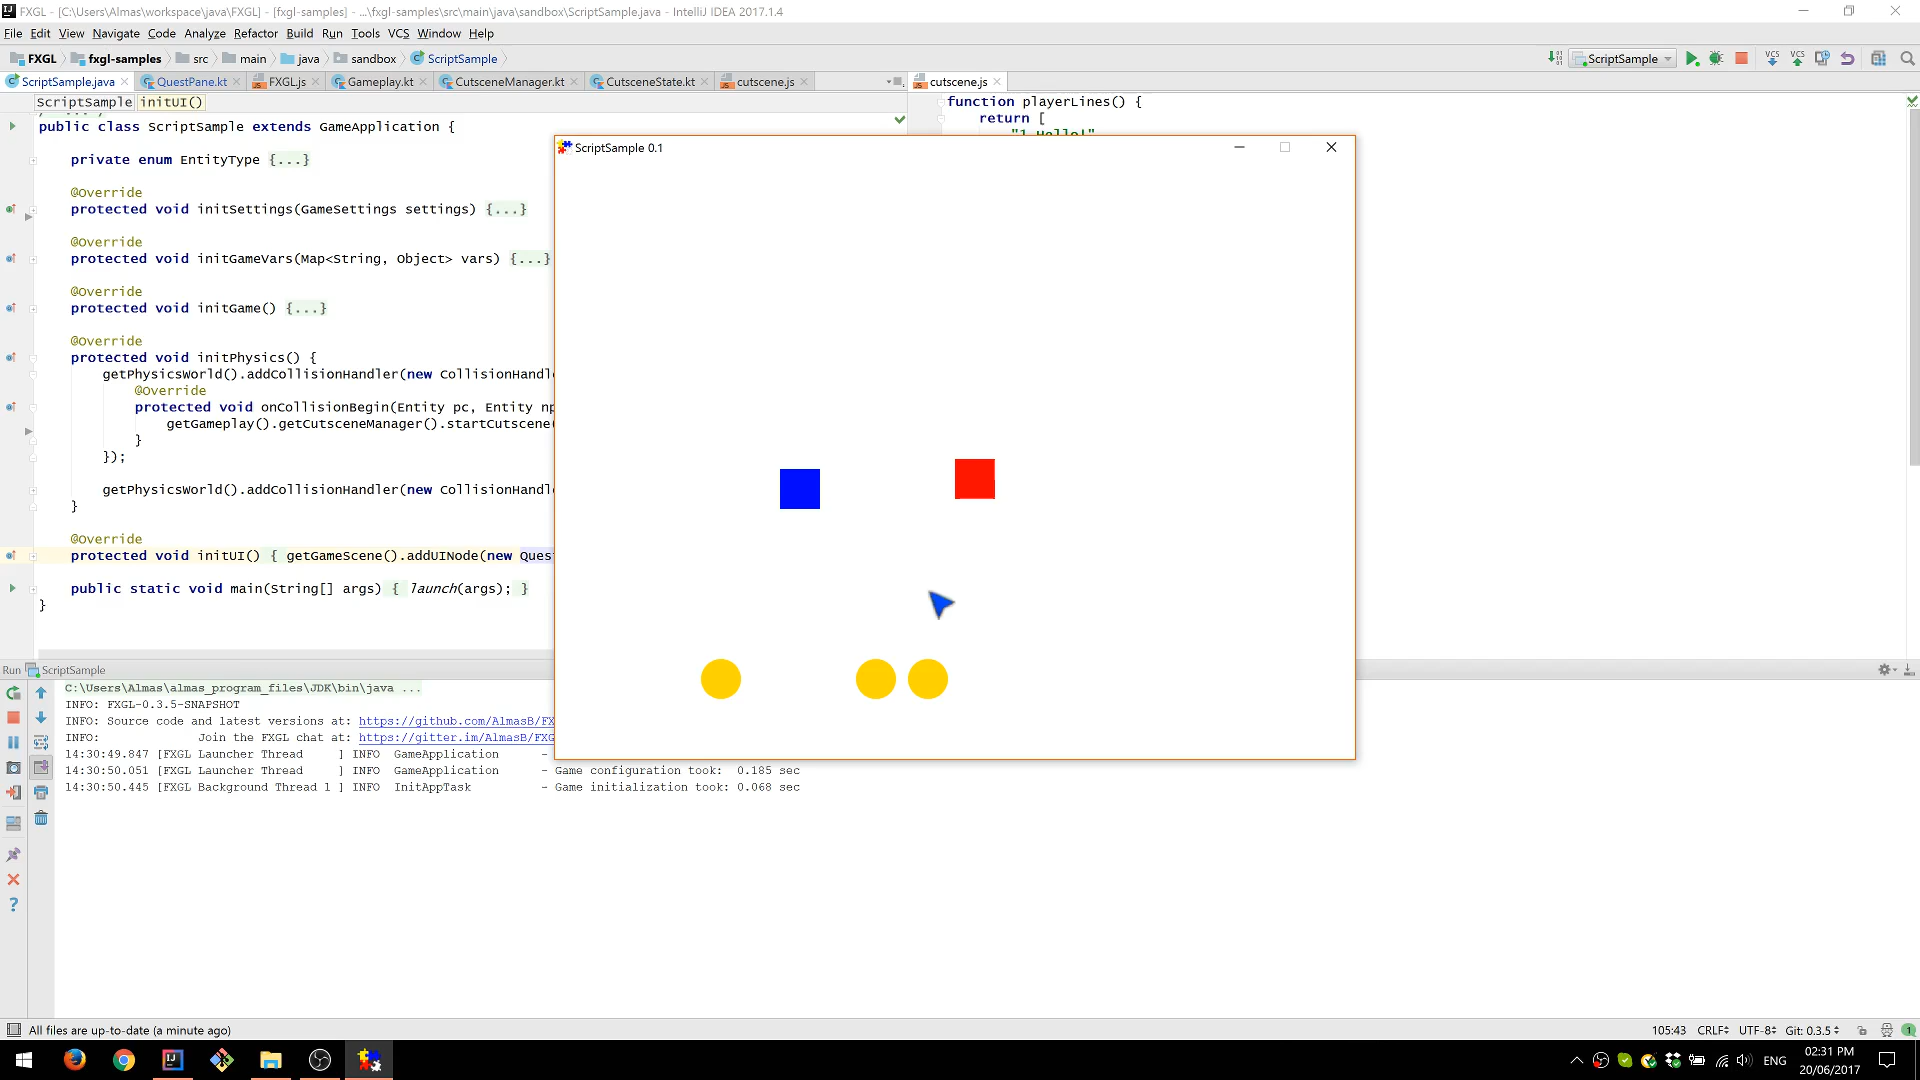 FXGL - [C:\Users\Almas\workspace\java\FXGL] - [fxgl-samples] - ...\fxgl-samples\src\main\java\sandbox\ScriptSample.java - IntelliJ IDEA 2017.1.4
File Edit View Navigate Code Analyze Refactor Build Run Tools VCS Window Help
FXGL fxgl-samples src main java sandbox ScriptSample
ScriptSample
ScriptSample.java QuestPane.kt FXGL.js Gameplay.kt CutsceneManager.kt CutsceneState.kt cutscene.js
cutscene.js
ScriptSample initUI()
public class ScriptSample extends GameApplication {
private enum EntityType {...}
@Override
protected void initSettings(GameSettings settings) {...}
@Override
protected void initGameVars(Map<String, Object> vars) {...}
@Override
protected void initGame() {...}
@Override
protected void initPhysics() {
getPhysicsWorld().addCollisionHandler(new CollisionHandl
@Override
protected void onCollisionBegin(Entity pc, Entity np
getGameplay().getCutsceneManager().startCutscene(
}
});
getPhysicsWorld().addCollisionHandler(new CollisionHandl
}
@Override
protected void initUI() { getGameScene().addUINode(new Ques
public static void main(String[] args) { launch(args); }
}
function playerLines() {
return [
"1 Hello!"
ScriptSample 0.1
Run ScriptSample
C:\Users\Almas\almas_program_files\JDK\bin\java ...
INFO: FXGL-0.3.5-SNAPSHOT
INFO: Source code and latest versions at: https://github.com/AlmasB/FX
INFO: Join the FXGL chat at: https://gitter.im/AlmasB/FXG
14:30:49.847 [FXGL Launcher Thread ] INFO GameApplication -
14:30:50.051 [FXGL Launcher Thread ] INFO GameApplication - Game configuration took: 0.185 sec
14:30:50.445 [FXGL Background Thread 1 ] INFO InitAppTask - Game initialization took: 0.068 sec
All files are up-to-date (a minute ago)
105:43 CRLF UTF-8 Git: 0.3.5 1
ENG
02:31 PM
20/06/2017